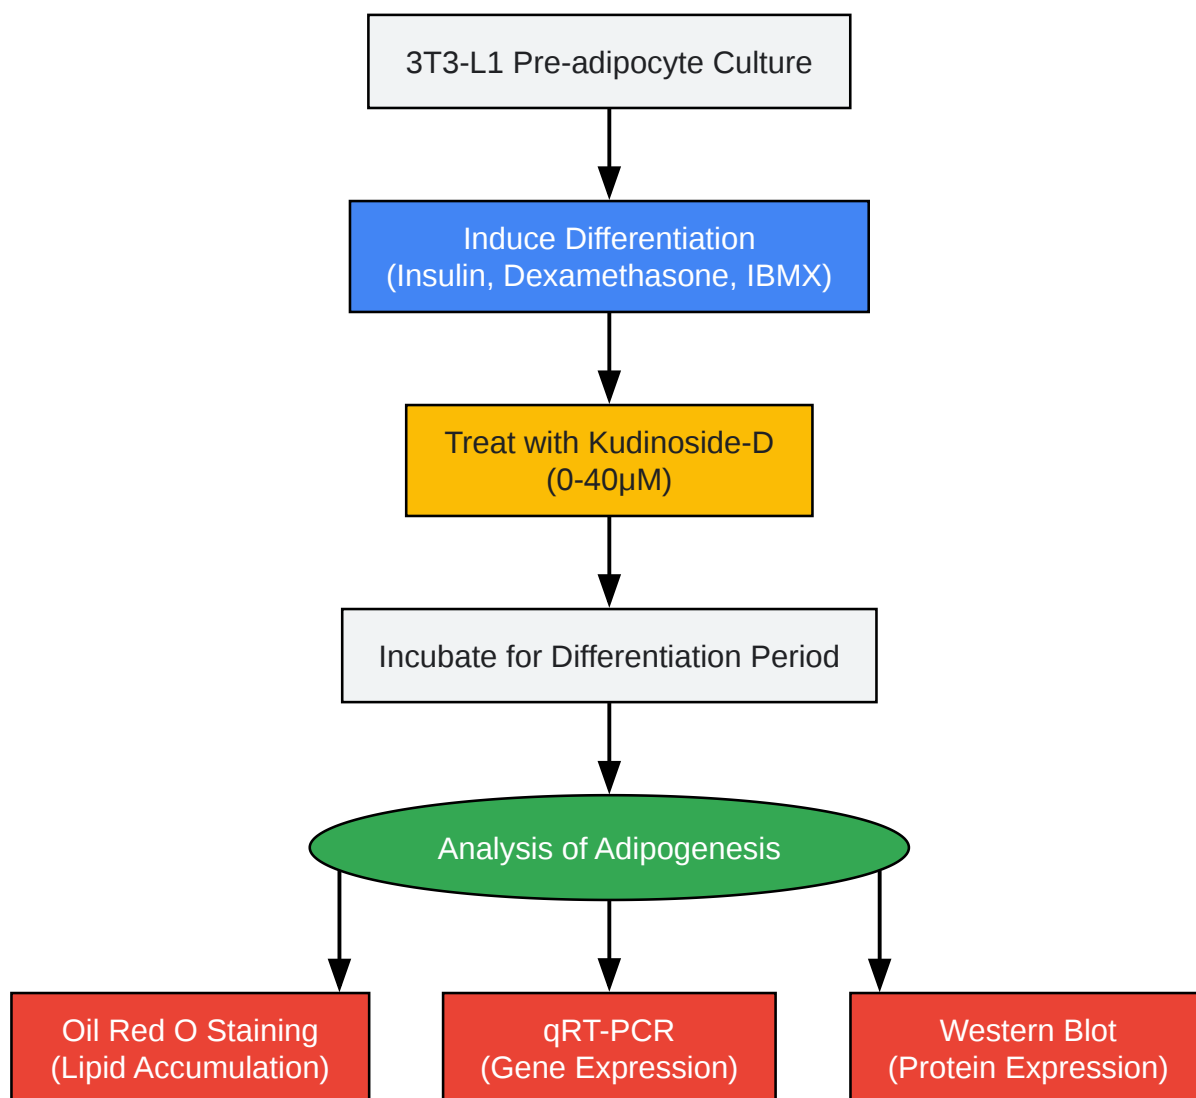 3T3-L1 Pre-adipocyte Culture
Induce Differentiation
(Insulin, Dexamethasone, IBMX)
Treat with Kudinoside-D
(0-40μM)
Incubate for Differentiation Period
Analysis of Adipogenesis
Oil Red O Staining
(Lipid Accumulation)
qRT-PCR
(Gene Expression)
Western Blot
(Protein Expression)